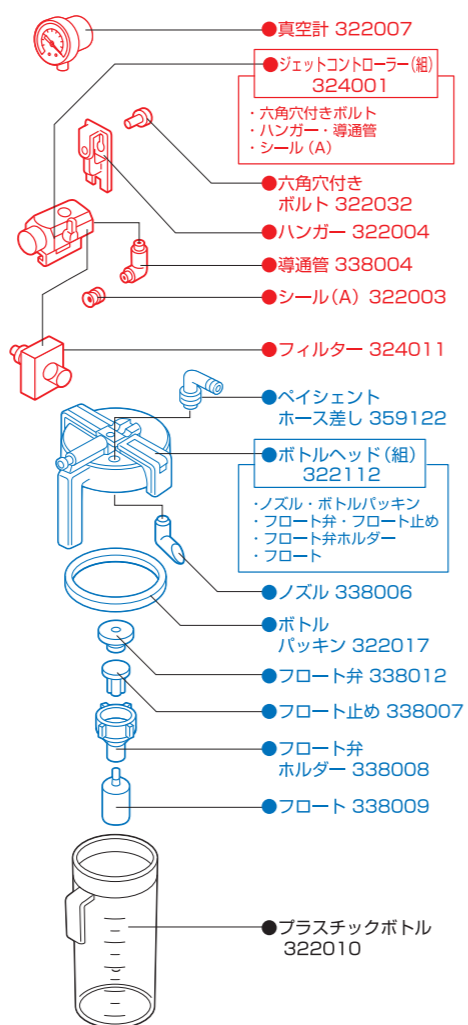 ●真空計 322007
●ジェットコントローラー(組)
324001
・六角穴付きボルト
・ハンガー・導通管
・シール(A)
●六角穴付き
ボルト 322032
●ハンガー 322004
●導通管 338004
●シール(A) 322003
●フィルター 324011
●ペイシェント
ホース差し 359122
●ボトルヘッド(組)
322112
・ノズル・ボトルパッキン
・フロート弁・フロート止め
・フロート弁ホルダー
・フロート
●ノズル 338006
●ボトル
パッキン 322017
●フロート弁 338012
●フロート止め 338007
●フロート弁
ホルダー 338008
●フロート 338009
●プラスチックボトル
322010